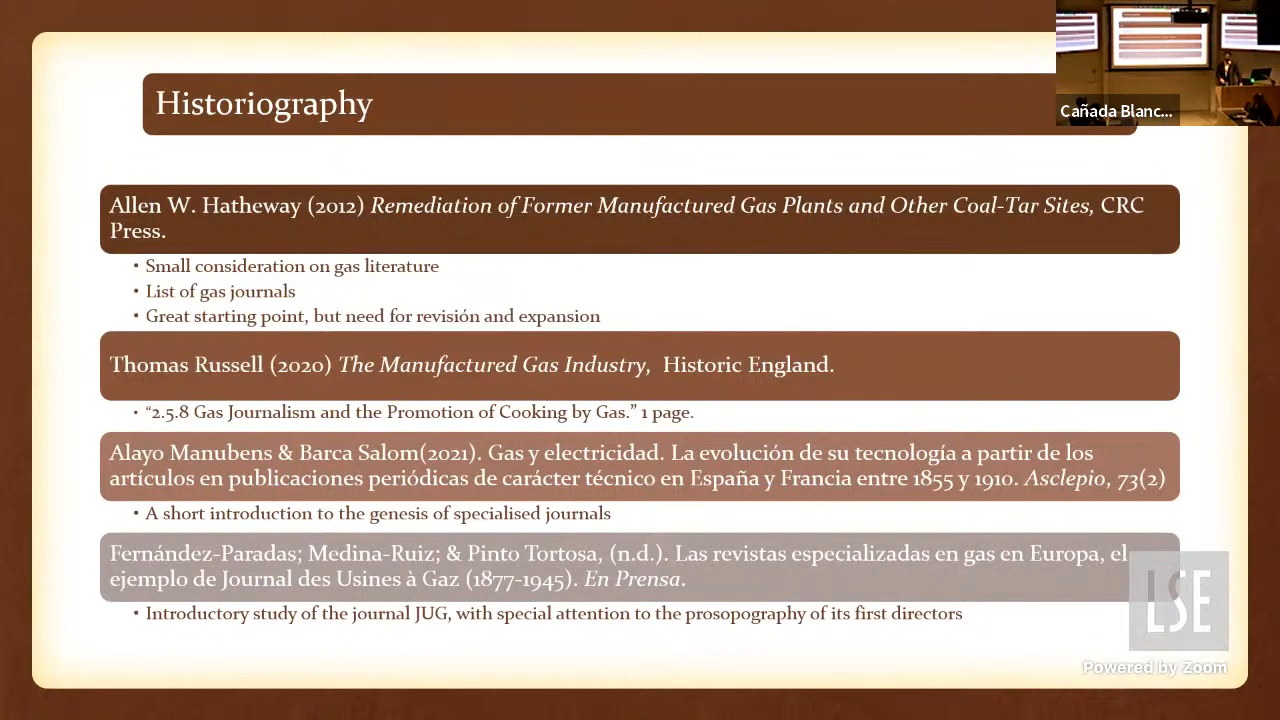 Historiography
Cañada Blanc...
Allen W. Hatheway (2012) Remediation of Former Manufactured Gas Plants and Other Coal-Tar Sites, CRC
Press.
• Small consideration on gas literature
• List of gas journals
• Great starting point, but need for revisión and expansion
Thomas Russell (2020) The Manufactured Gas Industry, Historic England.
• “2.5.8 Gas Journalism and the Promotion of Cooking by Gas.” 1 page.
Alayo Manubens & Barca Salom(2021). Gas y electricidad. La evolución de su tecnología a partir de los
artículos en publicaciones periódicas de carácter técnico en España y Francia entre 1855 y 1910. Asclepio, 73(2)
• A short introduction to the genesis of specialised journals
Fernández-Paradas; Medina-Ruiz; & Pinto Tortosa, (n.d.). Las revistas especializadas en gas en Europa, el
ejemplo de Journal des Usines à Gaz (1877-1945). En Prensa.
• Introductory study of the journal JUG, with special attention to the prosopography of its first directors
LSE
Powered by Zoom